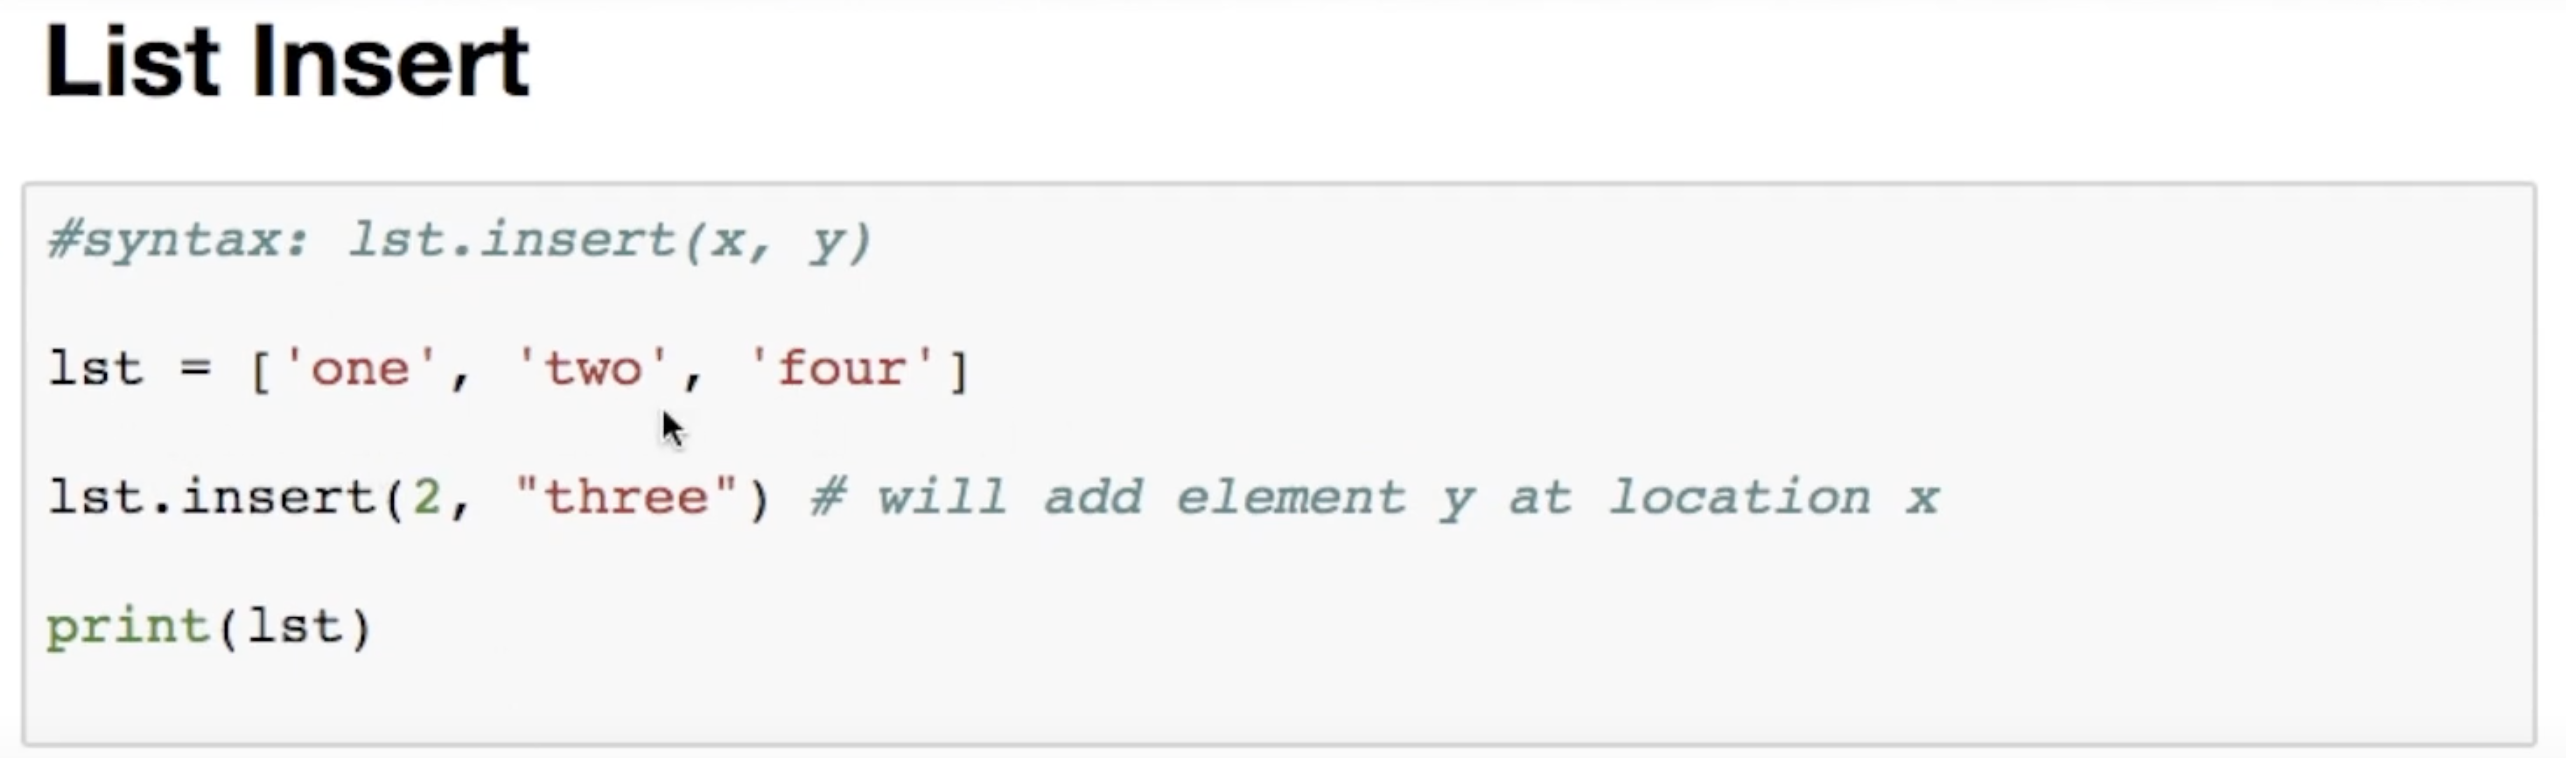 List Insert
#syntax: lst.insert(x, y)
lst = ['one', 'two', 'four']
lst.insert(2, "three") # will add element y at location x
print(lst)